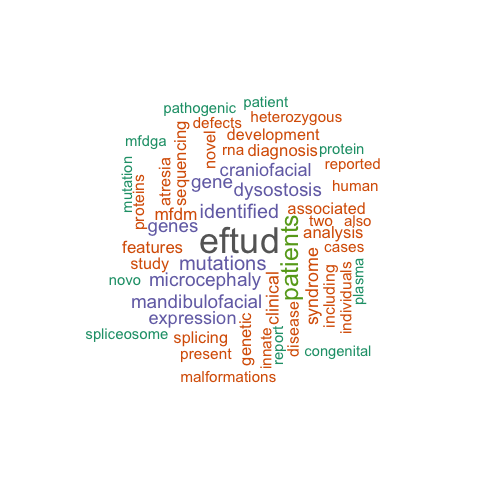 patient
pathogenic
heterozygous
defects
development
mfdga
sequencing
novel
rna
diagnosis
protein
craniofacial
reported
mutation
proteins
atresia
gene
dysostosis
human
mfdm
identified
associated
genes
two
also
eftud
patients
analysis
features
cases
study
mutations
syndrome
including
individuals
plasma
novo
microcephaly
clinical
mandibulofacial
disease
expression
genetic
innate
report
spliceosome
splicing
present
congenital
malformations